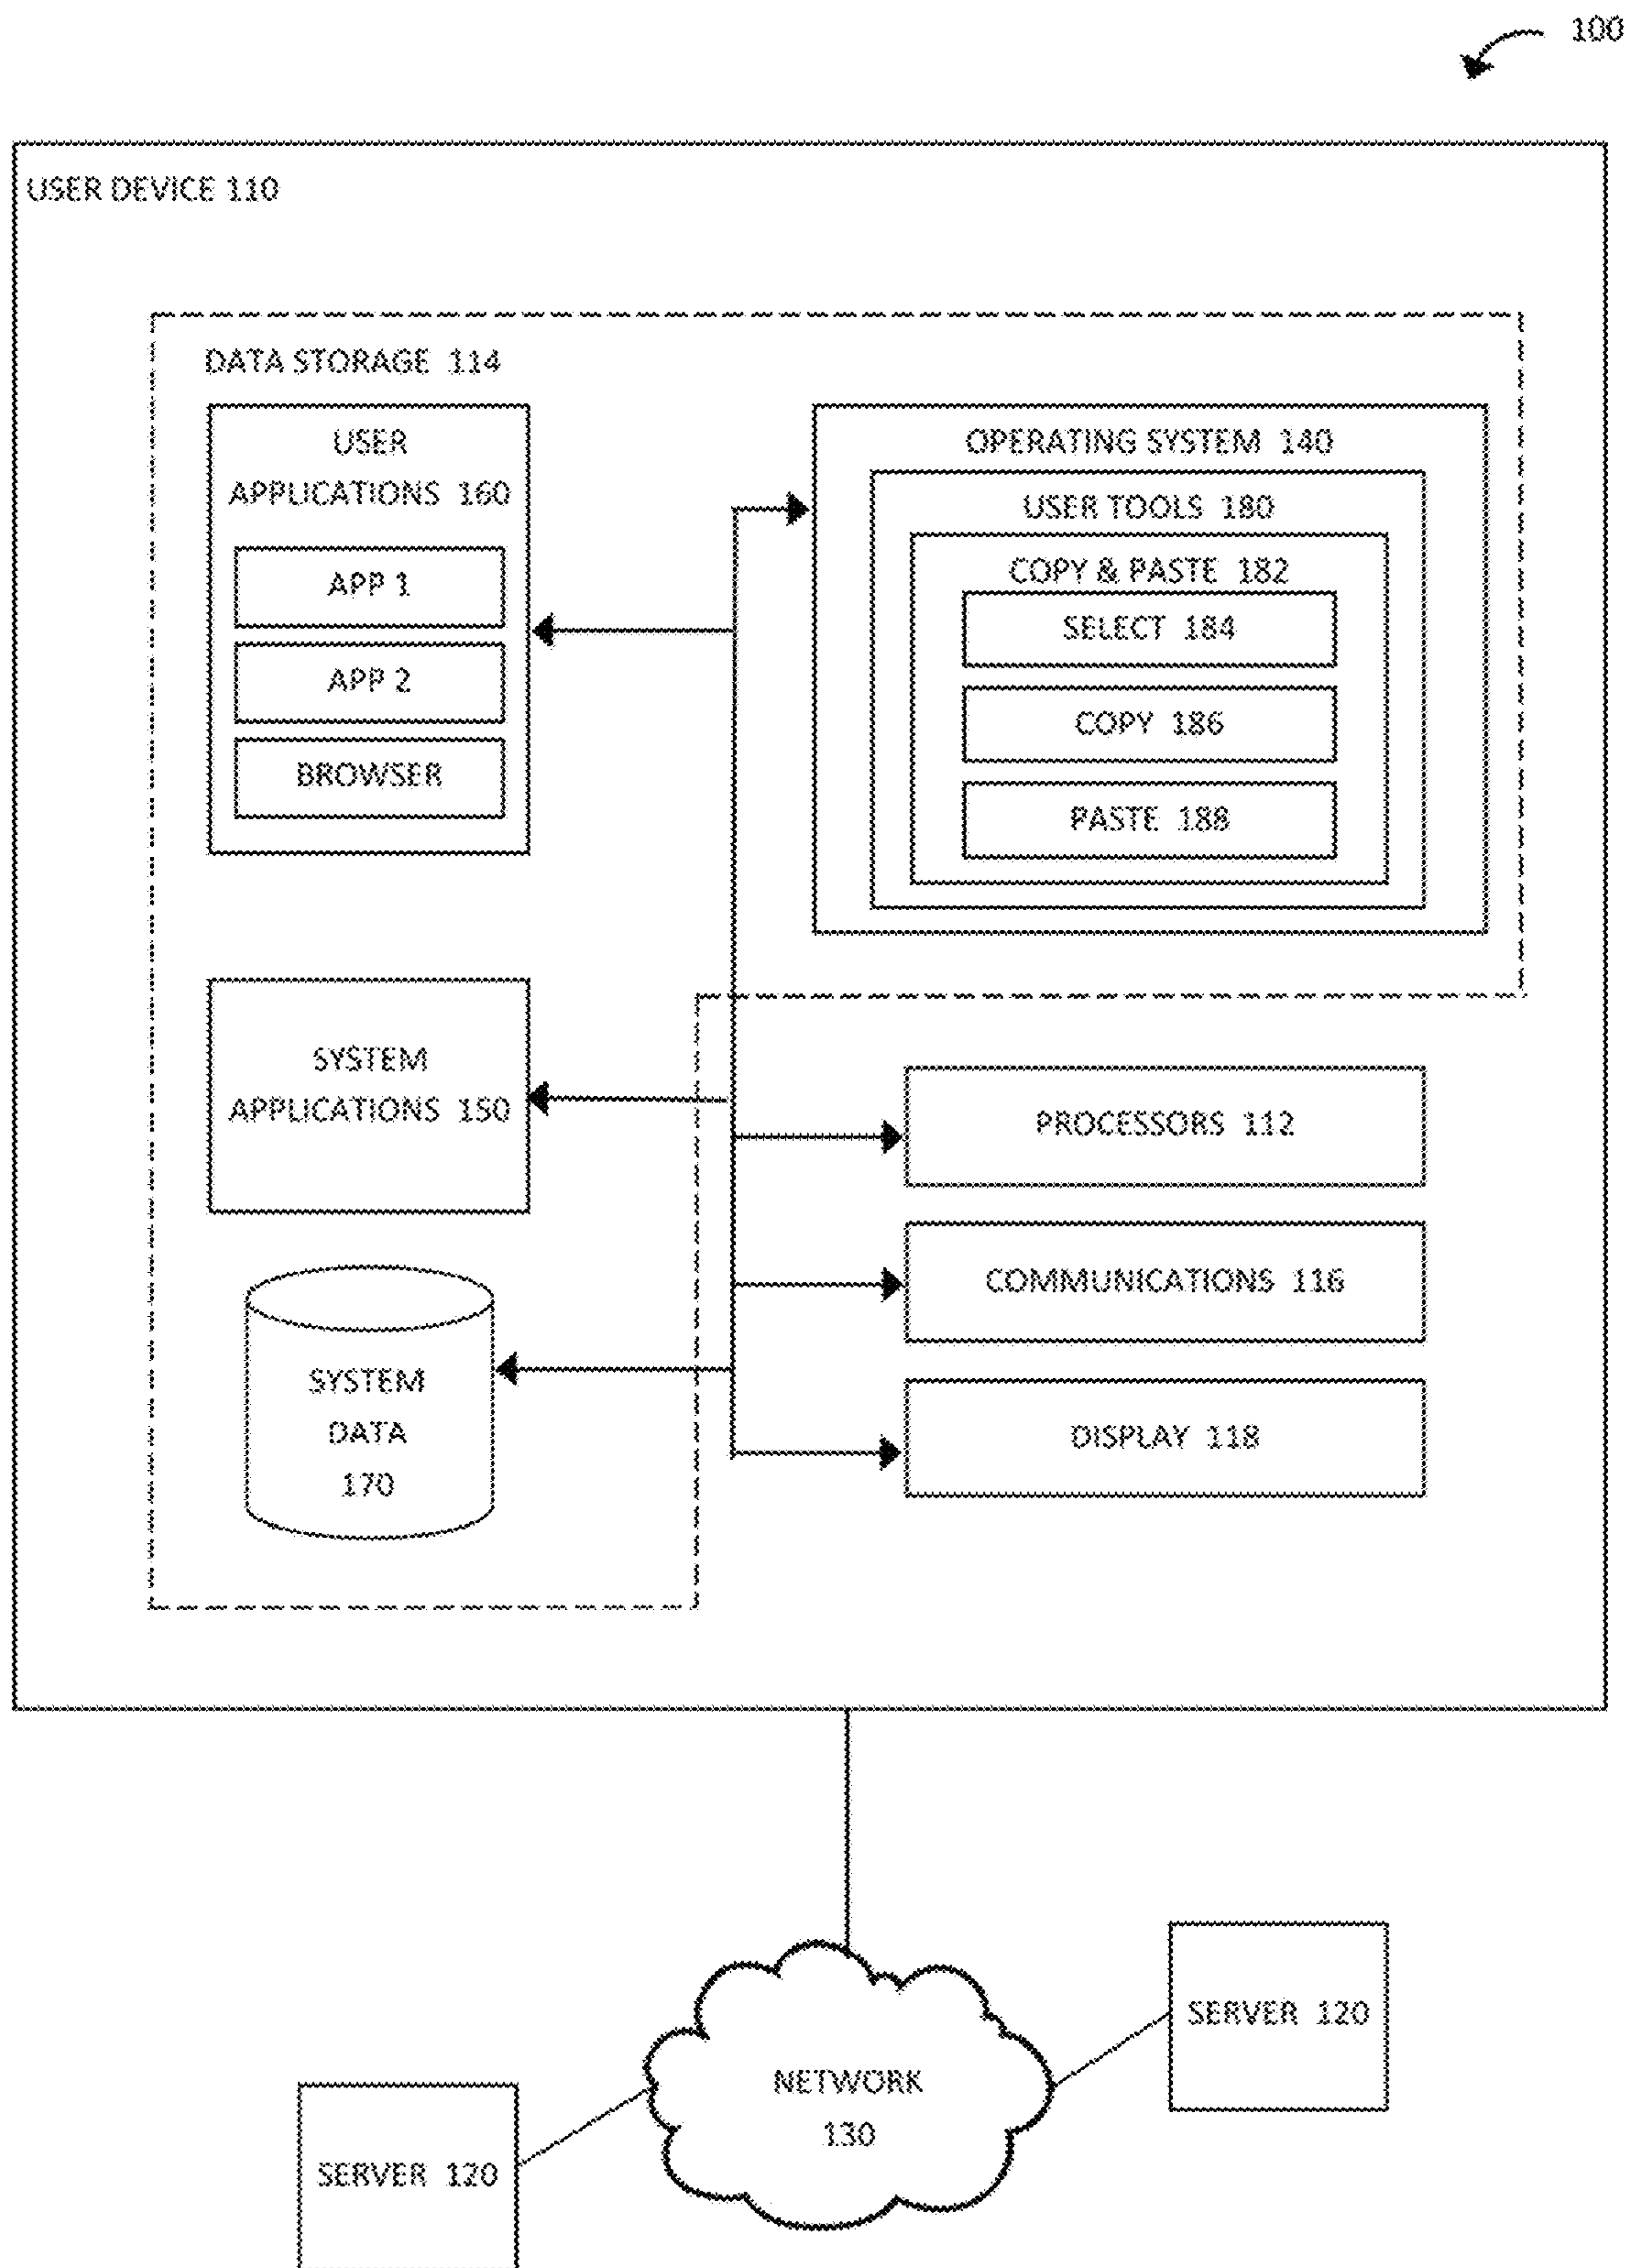 100
USER DEVICE 110
DATA STORAGE 114
USER
APPLICATIONS 160
APP 1
APP 2
BROWSER
OPERATING SYSTEM 140
USER TOOLS 180
COPY & PASTE 182
SELECT 184
COPY 186
PASTE 188
SYSTEM
APPLICATIONS 150
SYSTEM
DATA
170
PROCESSORS 112
COMMUNICATIONS 116
DISPLAY 118
NETWORK
130
SERVER 120
SERVER 120